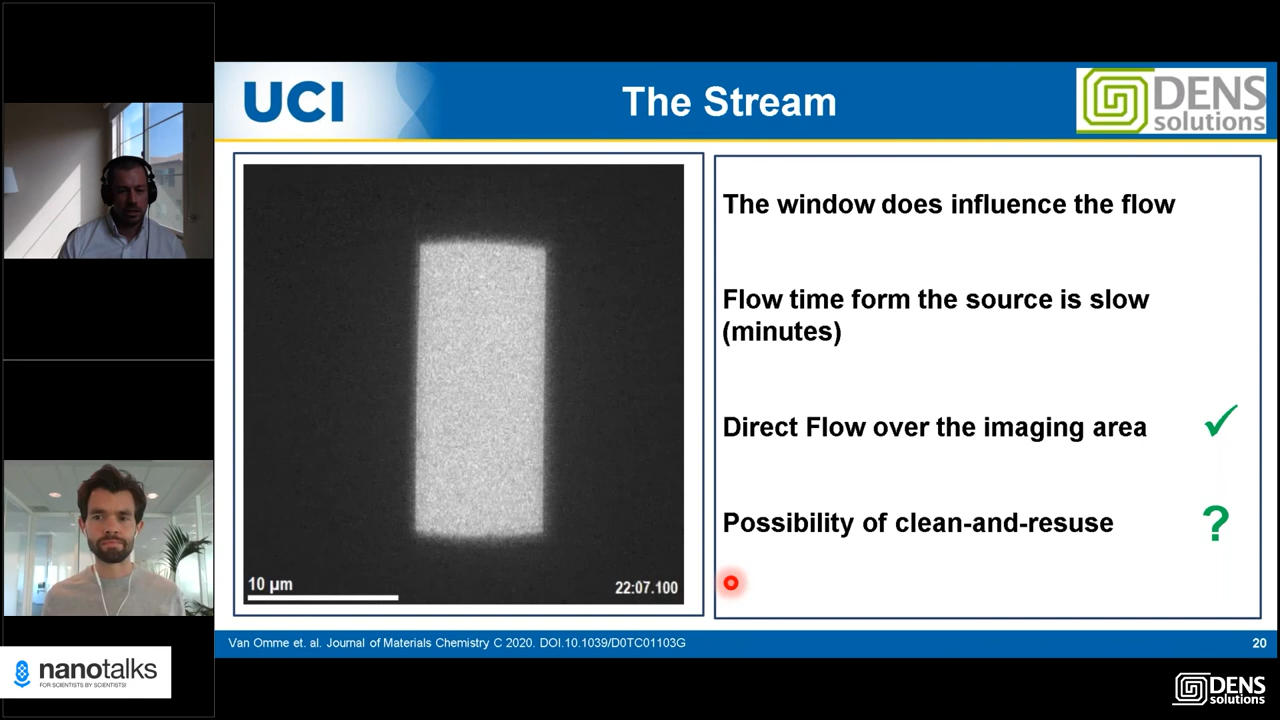 UCI
The Stream
DENS
solutions
The window does influence the flow
Flow time form the source is slow
(minutes)
Direct Flow over the imaging area
Possibility of clean-and-resuse
?
10 µm
22:07.100
Van Omme et. al. Journal of Materials Chemistry C 2020. DOI.10.1039/D0TC01103G
20
nanotalks
FOR SCIENTISTS BY SCIENTISTS!
DENS
solutions